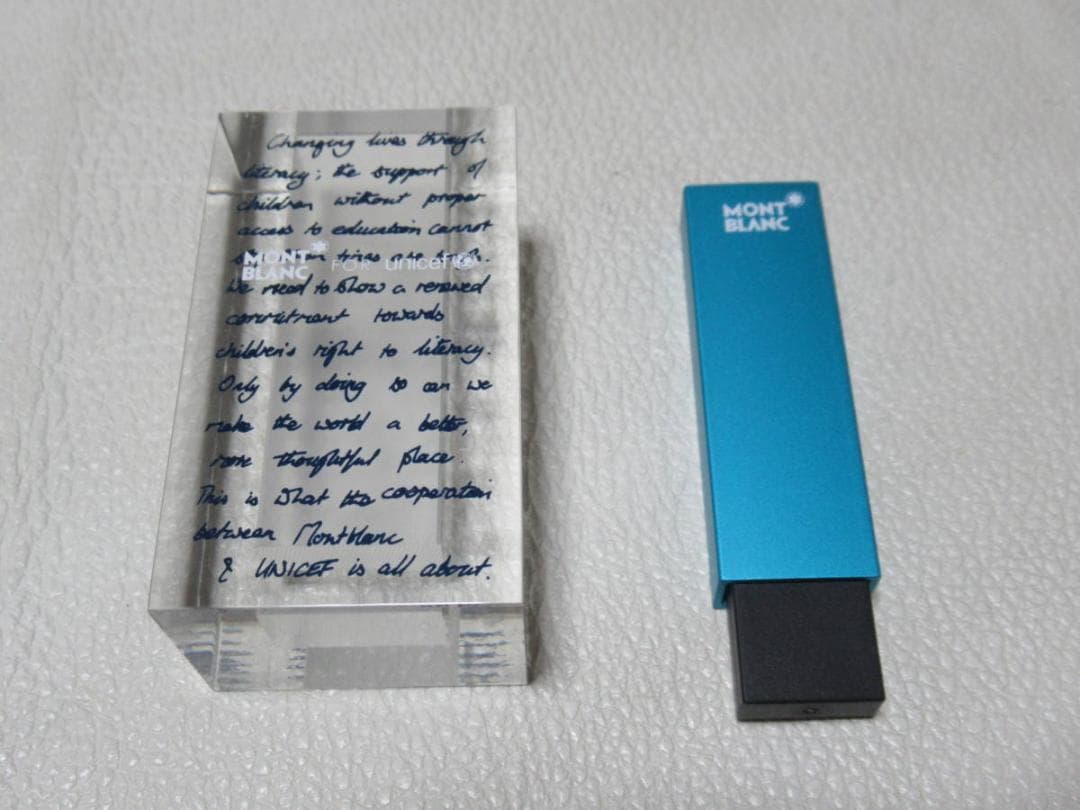 Changing lives through
literacy; the support of
children without proper
access to education cannot
MONT BLANC FOR unicef
We need to show a renewed
commitment towards
children's right to literacy.
Only by doing so can we
make the world a better,
more thoughtful place.
This is what the cooperation
between Montblanc
& UNICEF is all about.
MONT
BLANC